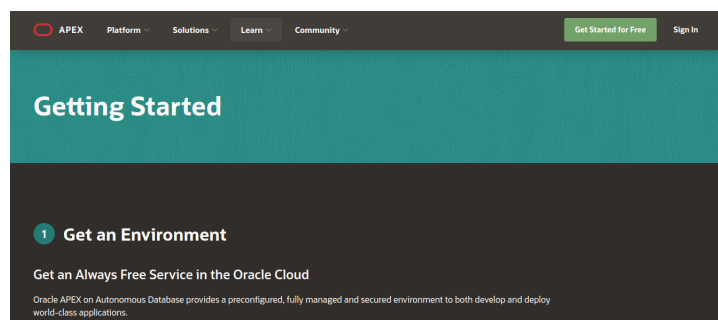 APEX Platform Solutions Learn Community Get Started for Free Sign In
Getting Started
1 Get an Environment
Get an Always Free Service in the Oracle Cloud
Oracle APEX on Autonomous Database provides a preconfigured, fully managed and secured environment to both develop and deploy
world-class applications.